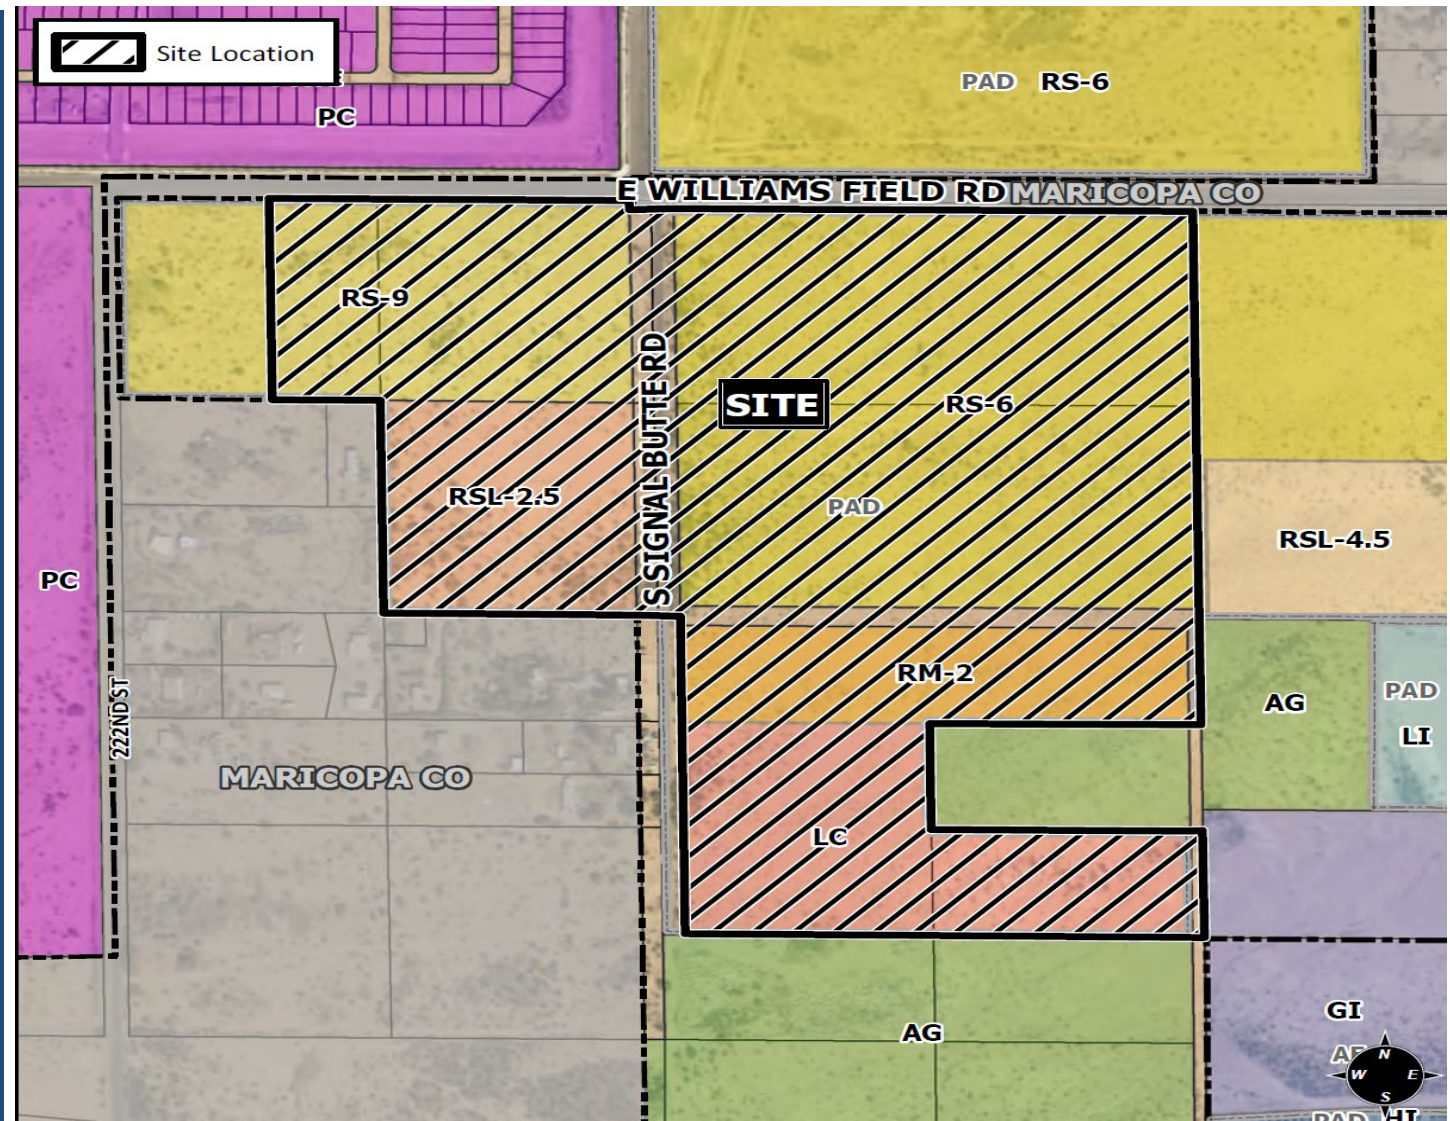 Site Location
PAD RS-6
PC
E WILLIAMS FIELD RD MARICOPA CO
RS-9
S SIGNAL BUTTE RD
SITE
RS-6
RSL-2.5
PAD
RSL-4.5
PC
RM-2
AG
PAD
LI
222ND ST
MARICOPA CO
LC
GI
AG
N
W E
S
PAD HI